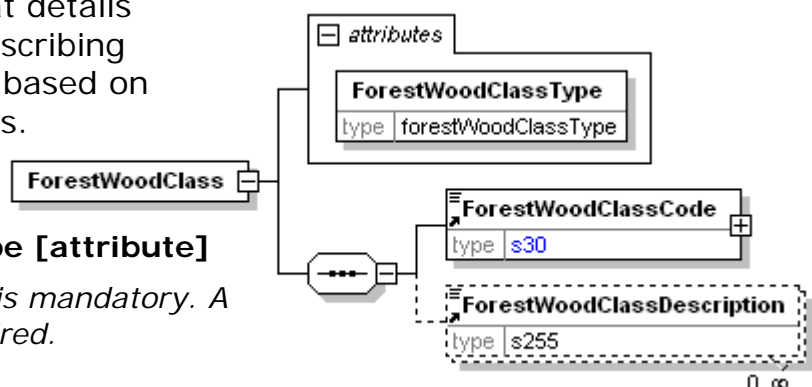 at details
scribing
based on
s.
attributes
ForestWoodClassType
type forestWoodClassType
ForestWoodClass
pe [attribute]
is mandatory. A
red.
ForestWoodClassCode
type s30
ForestWoodClassDescription
type s255
0..∞